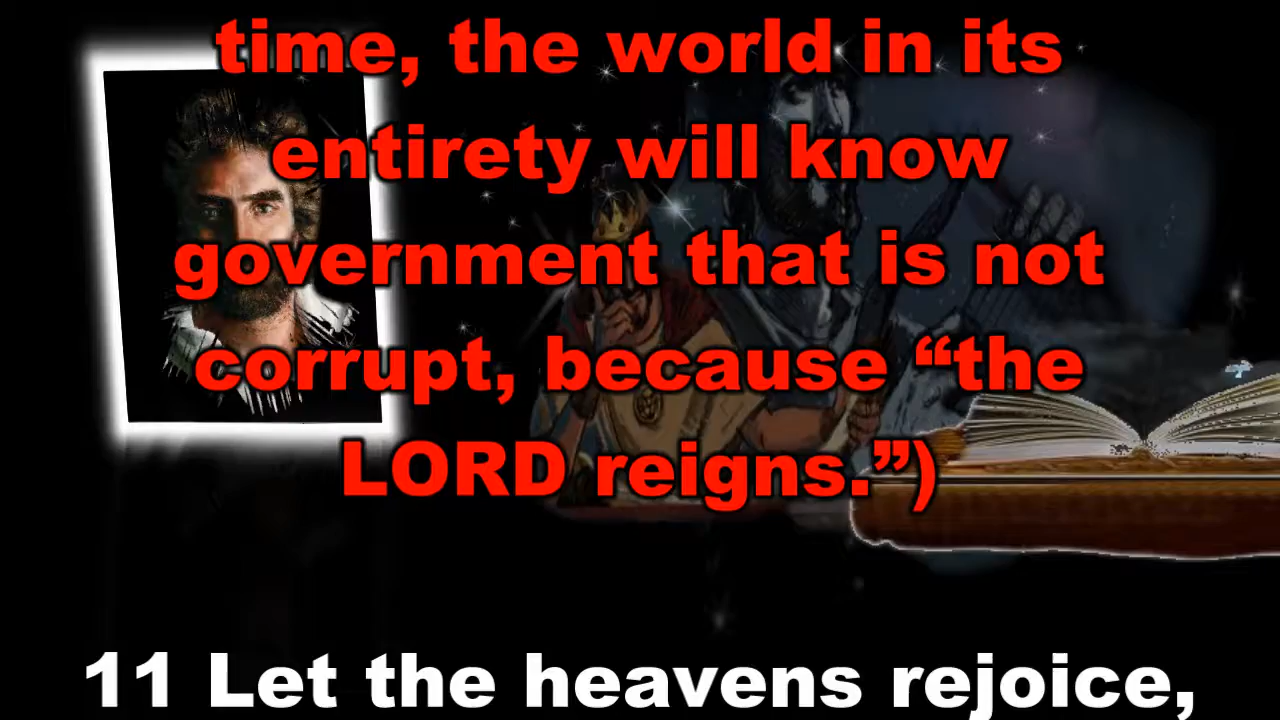 time, the world in its
entirety will know
government that is not
corrupt, because “the
LORD reigns.”)
11 Let the heavens rejoice,